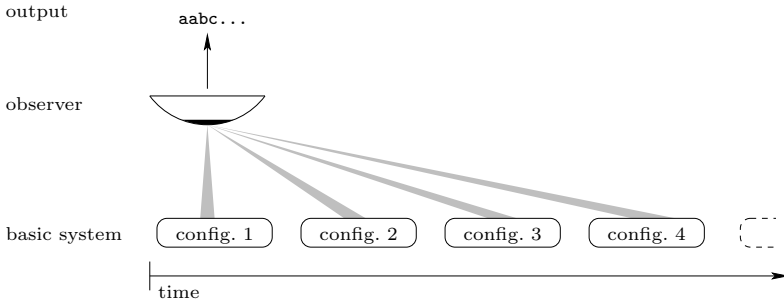 output
aabc...
observer
basic system
config. 1
config. 2
config. 3
config. 4
time